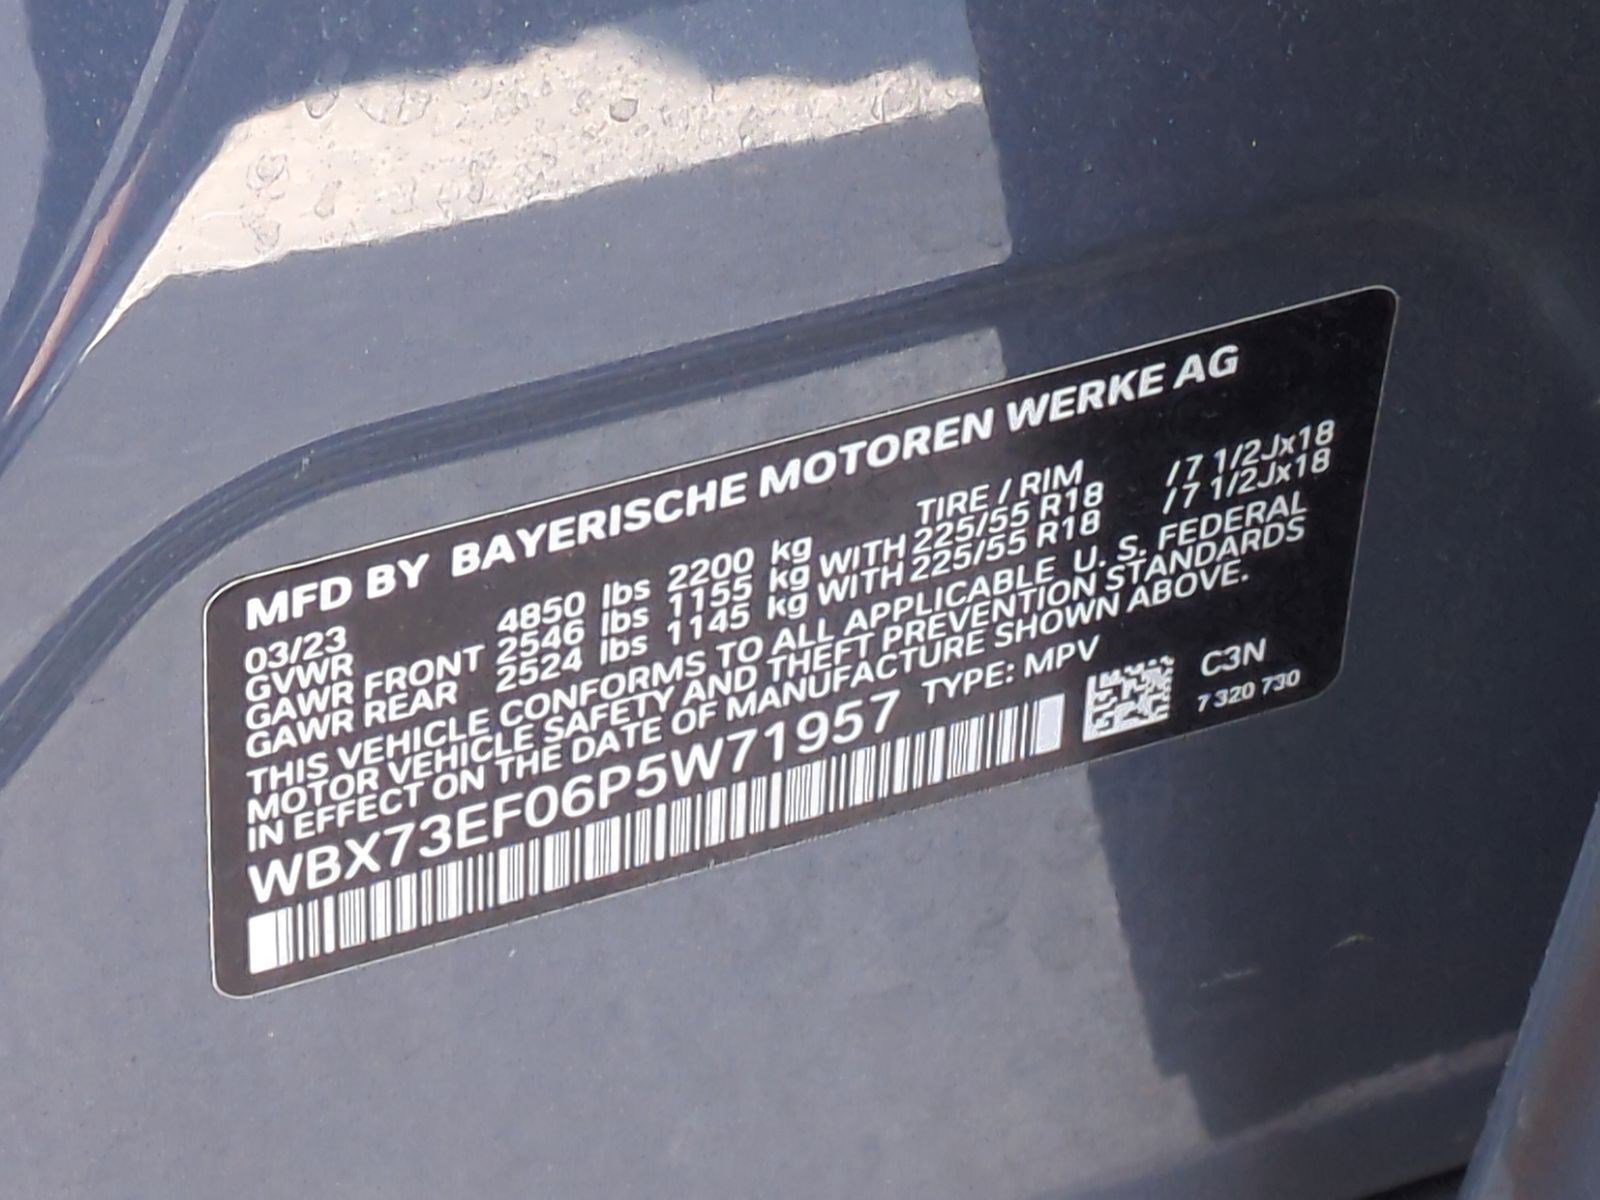 MFD BY BAYERISCHE MOTOREN WERKE AG
03/23 TIRE / RIM
GVWR 4850 lbs 2200 kg
GAWR FRONT 2546 lbs 1155 kg WITH 225/55 R18 / 7 1/2Jx18
GAWR REAR 2524 lbs 1145 kg WITH 225/55 R18 / 7 1/2Jx18
THIS VEHICLE CONFORMS TO ALL APPLICABLE U. S. FEDERAL
MOTOR VEHICLE SAFETY AND THEFT PREVENTION STANDARDS
IN EFFECT ON THE DATE OF MANUFACTURE SHOWN ABOVE.
WBX73EF06P5W71957 TYPE: MPV
C3N
7 320 730